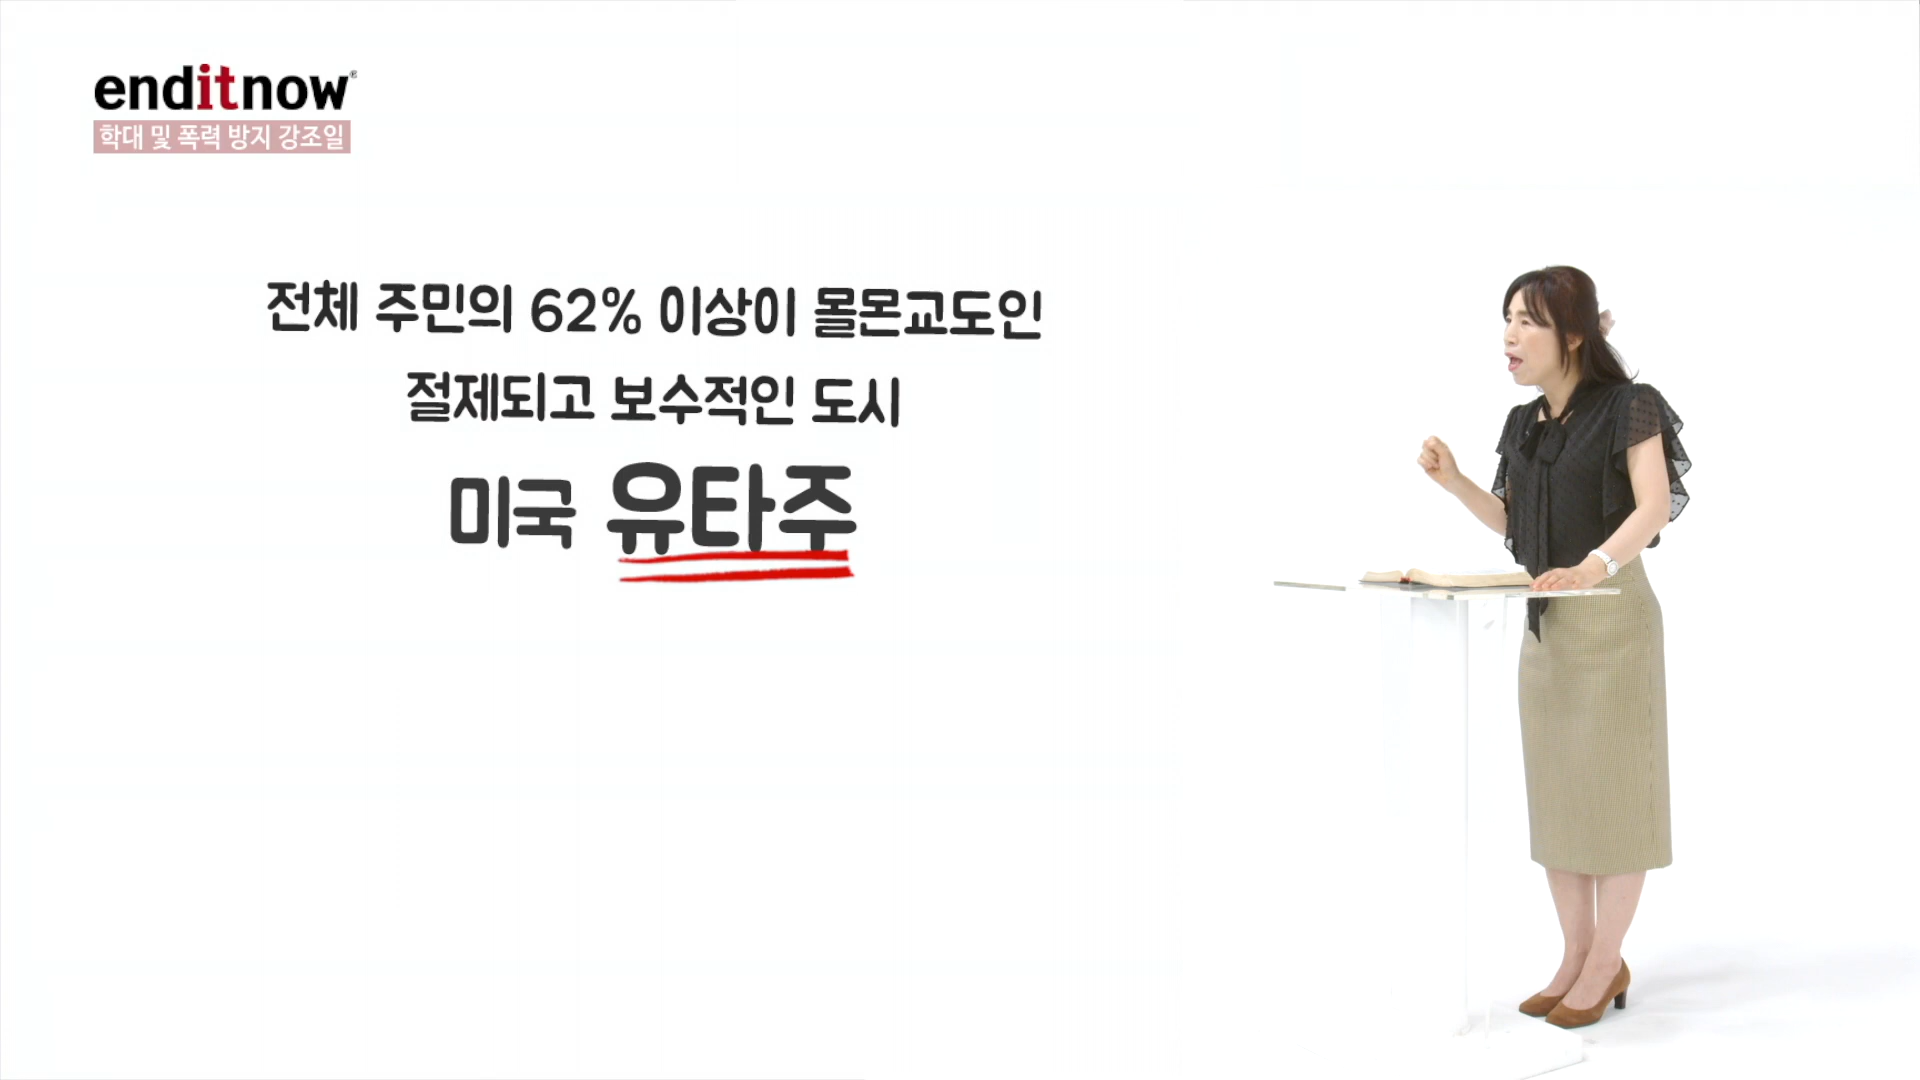 enditnow®
학대 및 폭력 방지 강조일
전체 주민의 62% 이상이 몰몬교도인
절제되고 보수적인 도시
미국 유타주